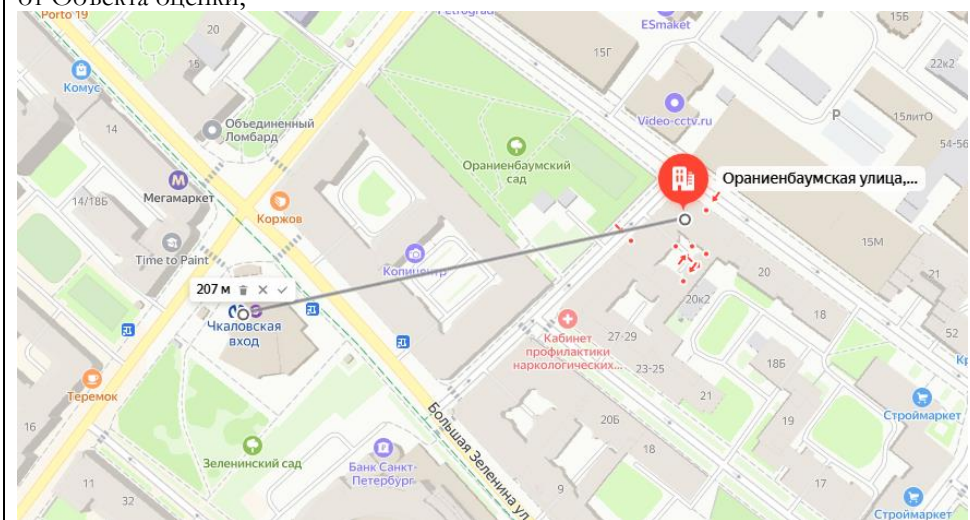 от Объекта оценки;
Porto 19
20
Petrograd
ESmaket
15Б
15Г
22к2
Комус
15
Объединенный
Ломбард
14
Video-cctv.ru
Р
15литО
54-56
Ораниенбаумский
сад
Ораниенбаумская улица,...
Мегамаркет
14/18Б
Коржов
Time to Paint
Копицентр
15М
21
207 м
20
20к2
18
Чкаловская
вход
Кабинет
профилактики
наркологических...
27-29
23-25
52
18Б
21
Теремок
Большая Зеленина ул
20Б
19
Строймаркет
16
Зеленинский сад
Банк Санкт-
Петербург
18
11
32
9
17
Строймаркет